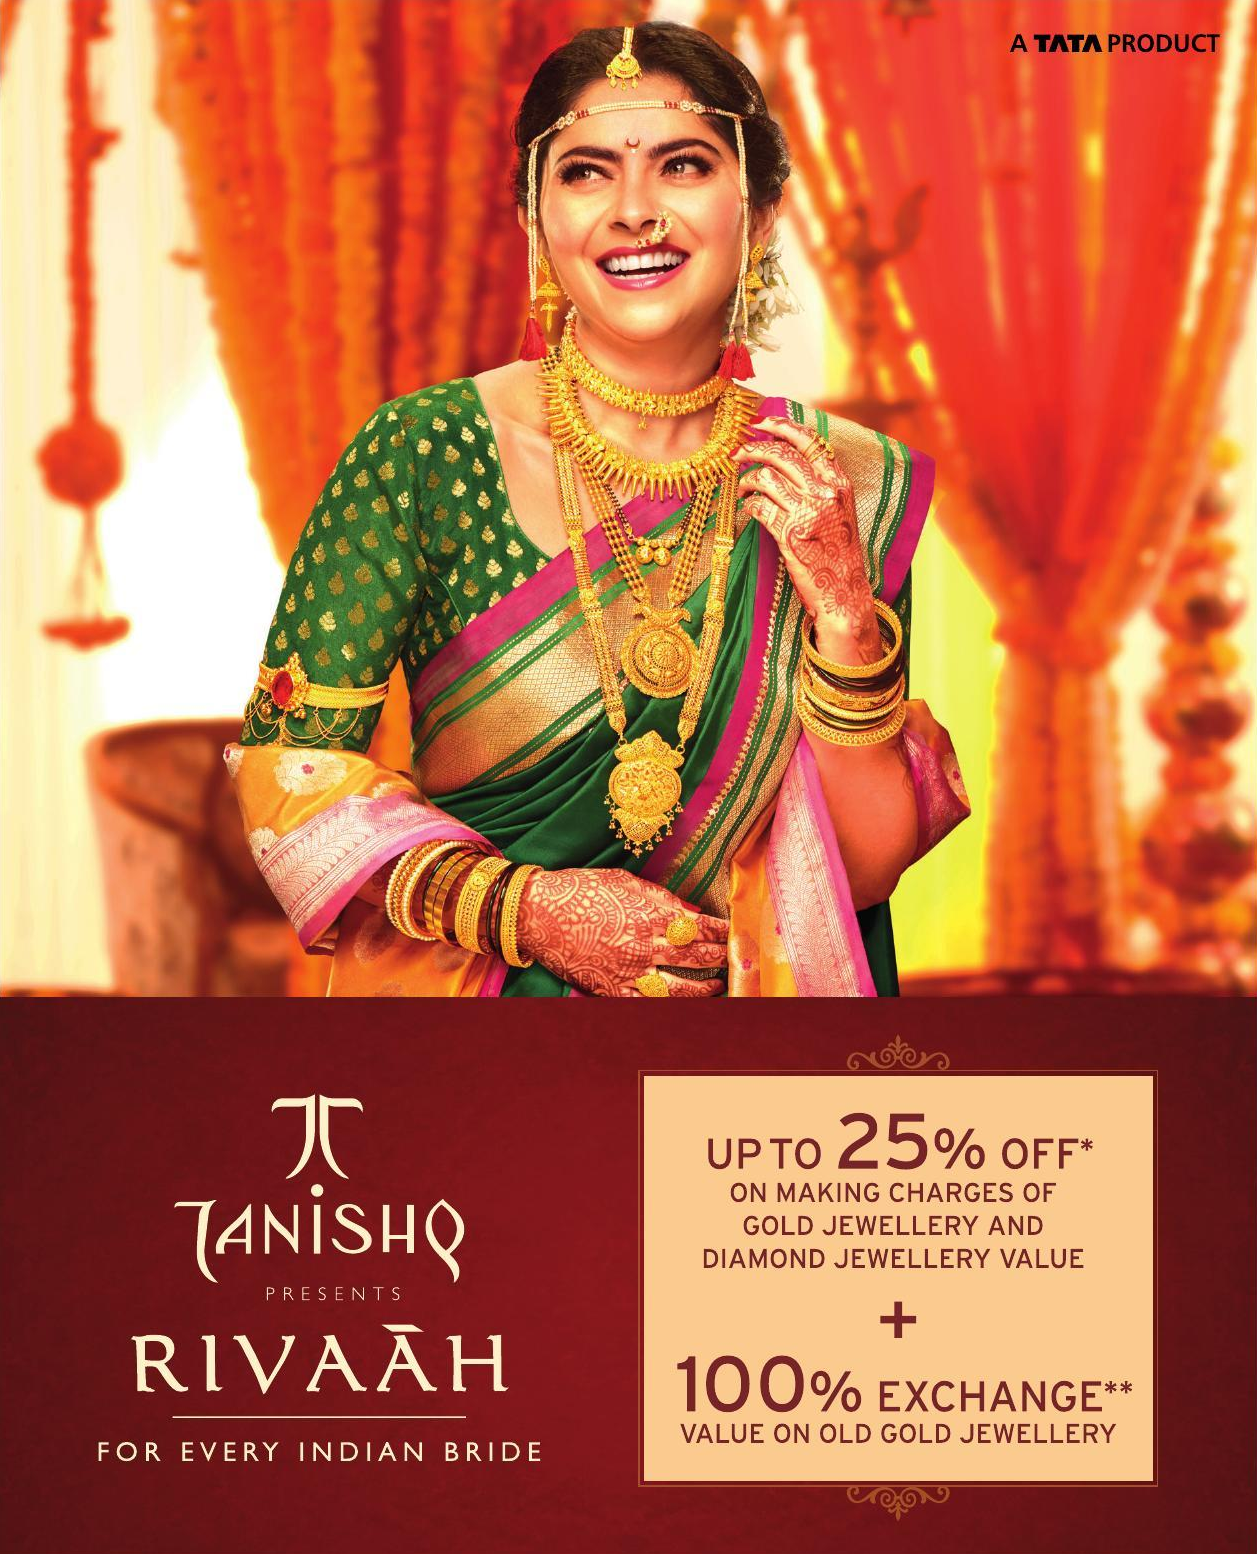 A TATA PRODUCT
TANISHQ
PRESENTS
RIVAĀH
FOR EVERY INDIAN BRIDE
UP TO 25% OFF*
ON MAKING CHARGES OF
GOLD JEWELLERY AND
DIAMOND JEWELLERY VALUE
+
100% EXCHANGE**
VALUE ON OLD GOLD JEWELLERY